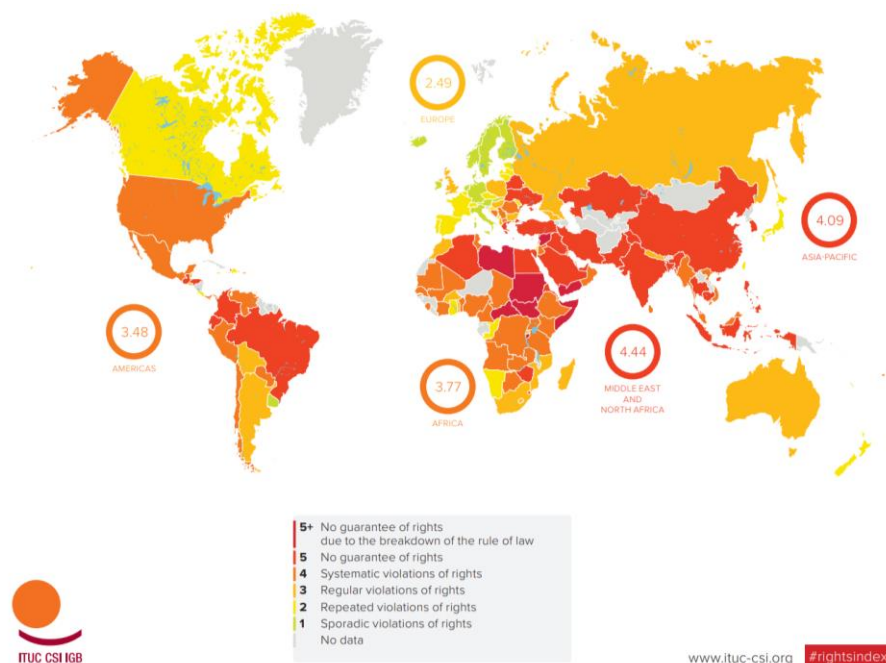 2.49
EUROPE
4.09
ASIA-PACIFIC
3.48
AMERICAS
4.44
MIDDLE EAST
AND
NORTH AFRICA
3.77
AFRICA
5+ No guarantee of rights
due to the breakdown of the rule of law
5 No guarantee of rights
4 Systematic violations of rights
3 Regular violations of rights
2 Repeated violations of rights
1 Sporadic violations of rights
No data
ITUC CSI IGB
www.ituc-csi.org #rightsindex